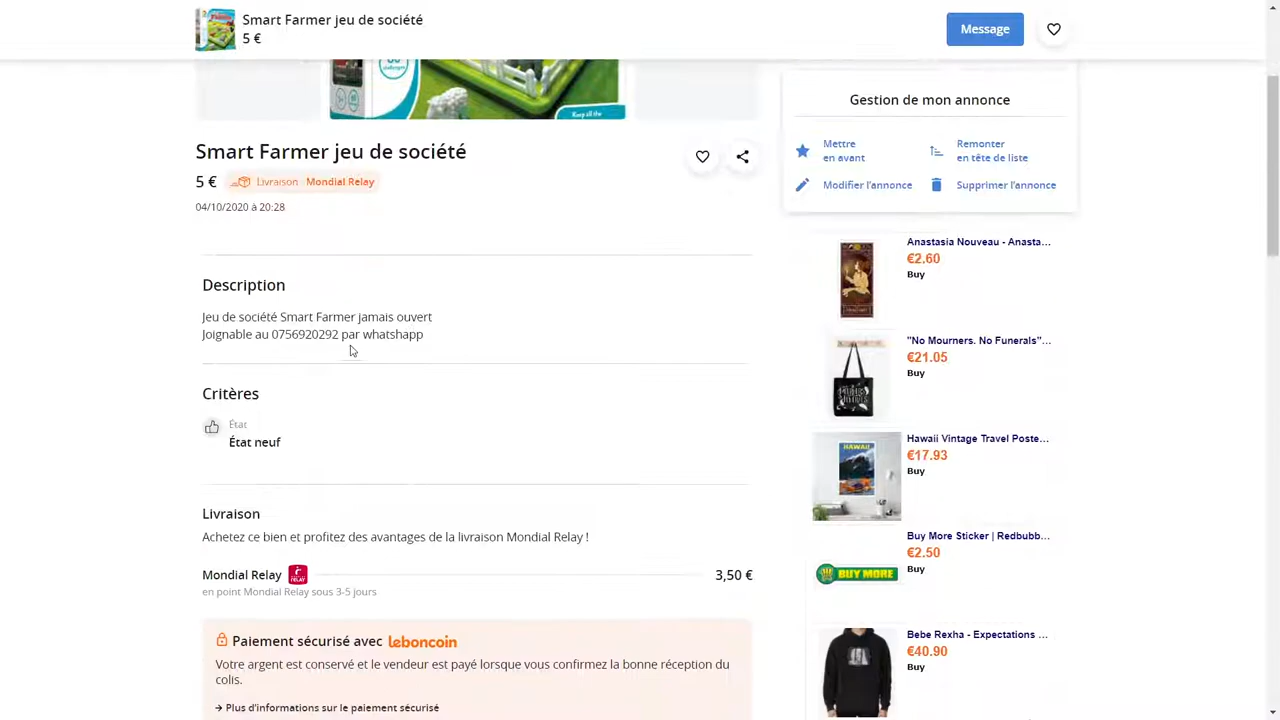 Smart Farmer jeu de société
5 €
Message
Smart Farmer jeu de société
5 € Livraison · Mondial Relay
04/10/2020 à 20:28
Description
Jeu de société Smart Farmer jamais ouvert
Joignable au 0756920292 par whatshapp
Critères
État
État neuf
Livraison
Achetez ce bien et profitez des avantages de la livraison Mondial Relay !
Mondial Relay RELAY 3,50 €
en point Mondial Relay sous 3-5 jours
Paiement sécurisé avec leboncoin
Votre argent est conservé et le vendeur est payé lorsque vous confirmez la bonne réception du
colis.
→ Plus d'informations sur le paiement sécurisé
Gestion de mon annonce
Mettre
en avant
Remonter
en tête de liste
Modifier l'annonce
Supprimer l'annonce
Anastasia Nouveau - Anasta...
€2.60
Buy
"No Mourners. No Funerals"...
€21.05
Buy
HAWAII
Hawaii Vintage Travel Poste...
€17.93
Buy
BUY MORE
Buy More Sticker | Redbubb...
€2.50
Buy
Bebe Rexha - Expectations ...
€40.90
Buy